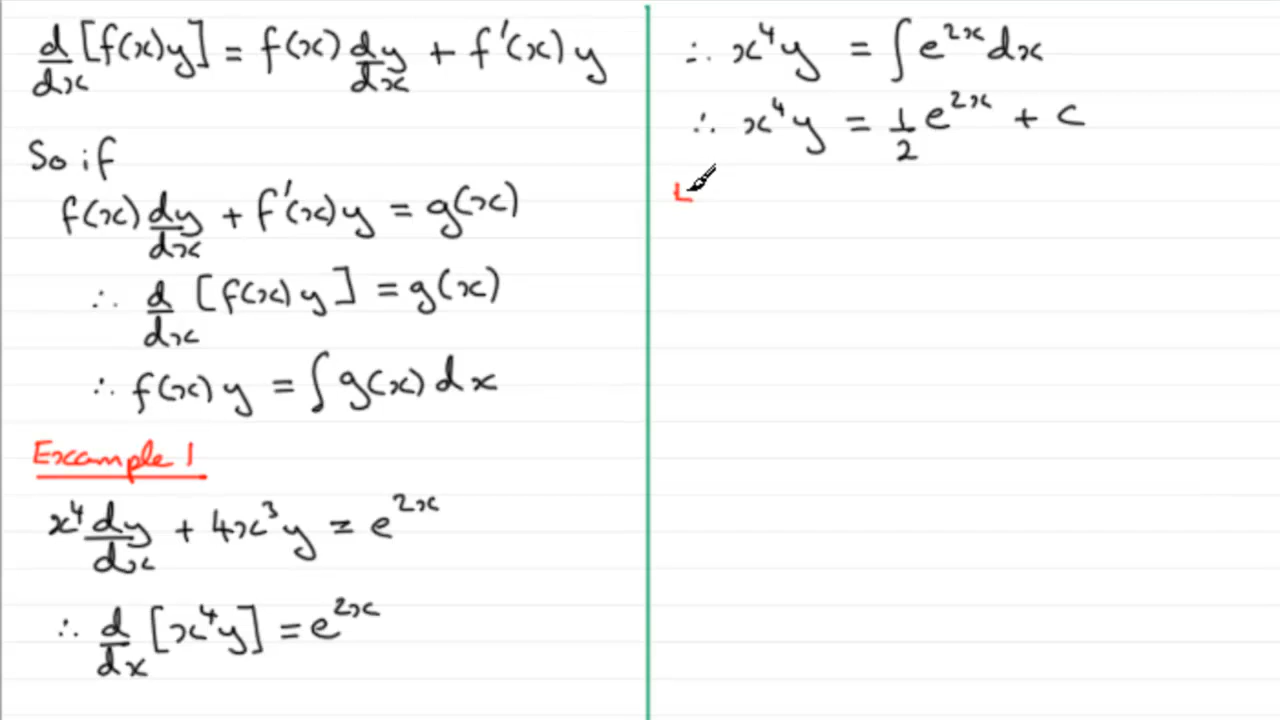 d/dx [f(x)y] = f(x) dy/dx + f'(x) y
So if
f(x) dy/dx + f'(x) y = g(x)
∴ d/dx [f(x) y] = g(x)
∴ f(x) y = ∫ g(x) dx
Example 1
x⁴ dy/dx + 4x³y = e²ˣ
∴ d/dx [x⁴y] = e²ˣ
∴ x⁴y = ∫ e²ˣ dx
∴ x⁴y = 1/2 e²ˣ + c